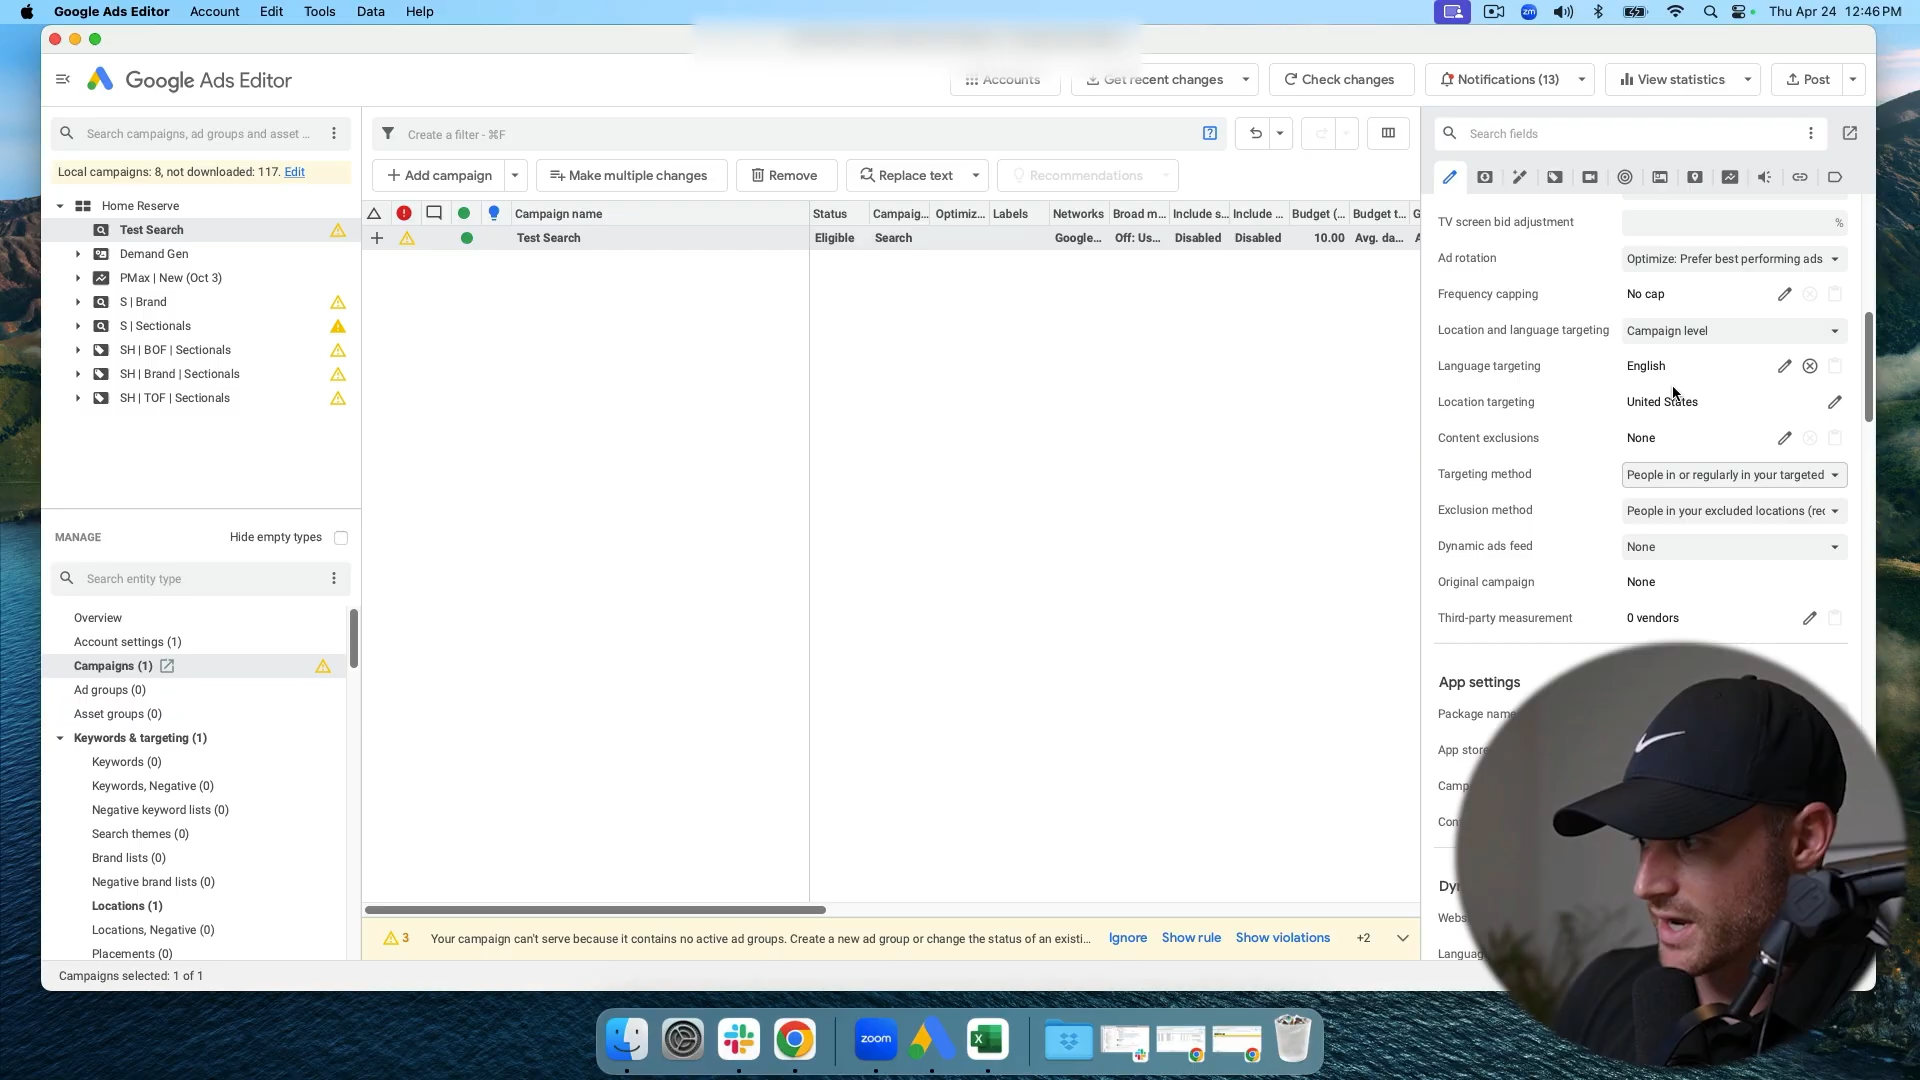 Google Ads Editor Account Edit Tools Data Help
zm
Thu Apr 24 12:46 PM
Google Ads Editor
Accounts
Get recent changes
Check changes
Notifications (13)
View statistics
Post
Search campaigns, ad groups and asset ...
Local campaigns: 8, not downloaded: 117. Edit
Home Reserve
Test Search
Demand Gen
PMax | New (Oct 3)
S | Brand
S | Sectionals
SH | BOF | Sectionals
SH | Brand | Sectionals
SH | TOF | Sectionals
MANAGE
Hide empty types
Search entity type
Overview
Account settings (1)
Campaigns (1)
Ad groups (0)
Asset groups (0)
Keywords & targeting (1)
Keywords (0)
Keywords, Negative (0)
Negative keyword lists (0)
Search themes (0)
Brand lists (0)
Negative brand lists (0)
Locations (1)
Locations, Negative (0)
Placements (0)
Campaigns selected: 1 of 1
Create a filter - ⌘F
Add campaign
Make multiple changes
Remove
Replace text
Recommendations
Campaign name Status Campaig... Optimiz... Labels Networks Broad m... Include s... Include ... Budget (... Budget t... G
Test Search Eligible Search Google... Off: Us... Disabled Disabled 10.00 Avg. da... A
3 Your campaign can't serve because it contains no active ad groups. Create a new ad group or change the status of an existi... Ignore Show rule Show violations +2
Search fields
TV screen bid adjustment %
Ad rotation Optimize: Prefer best performing ads
Frequency capping No cap
Location and language targeting Campaign level
Language targeting English
Location targeting United States
Content exclusions None
Targeting method People in or regularly in your targeted
Exclusion method People in your excluded locations (rec
Dynamic ads feed None
Original campaign None
Third-party measurement 0 vendors
App settings
Package name
App store
Camp
Con
Dy
Webs
Languag
zoom